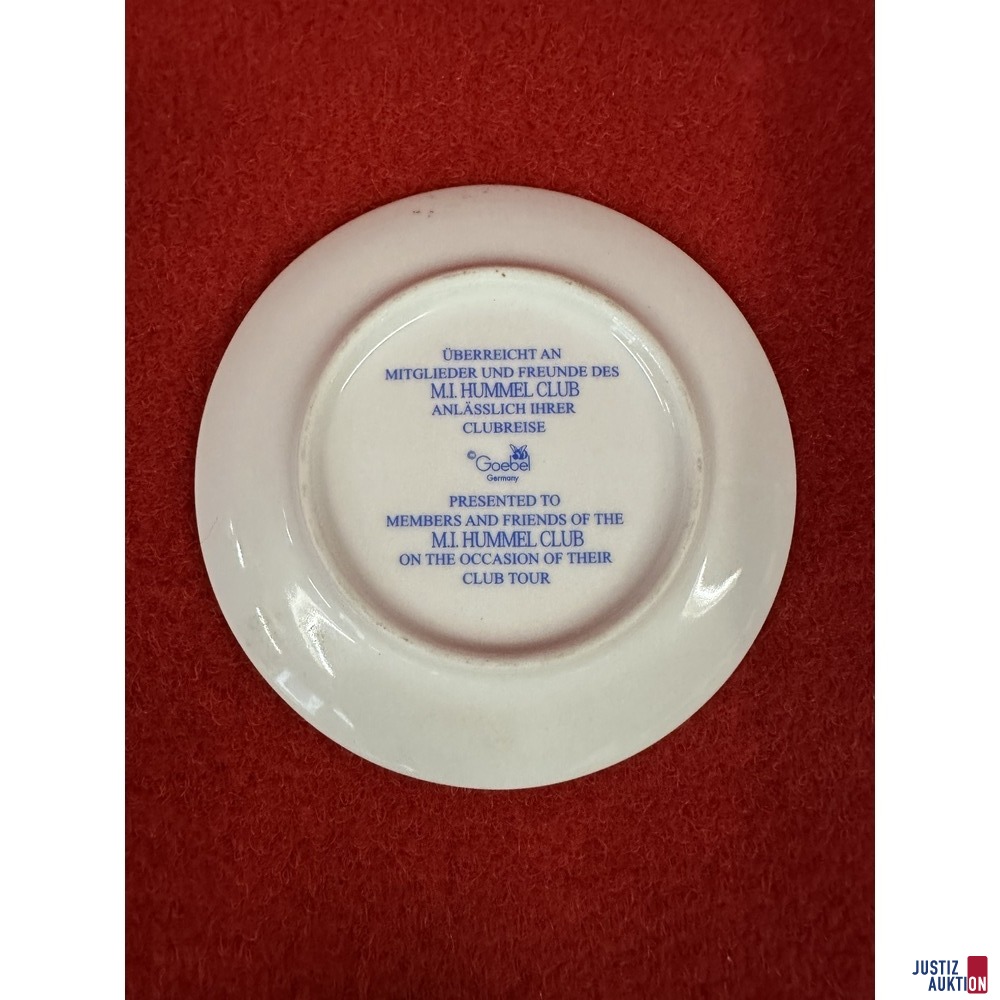 ÜBERREICHT AN
MITGLIEDER UND FREUNDE DES
M.I. HUMMEL CLUB
ANLÄSSLICH IHRER
CLUBREISE
© Goebel
Germany
PRESENTED TO
MEMBERS AND FRIENDS OF THE
M.I. HUMMEL CLUB
ON THE OCCASION OF THEIR
CLUB TOUR
JUSTIZ
AUKTION